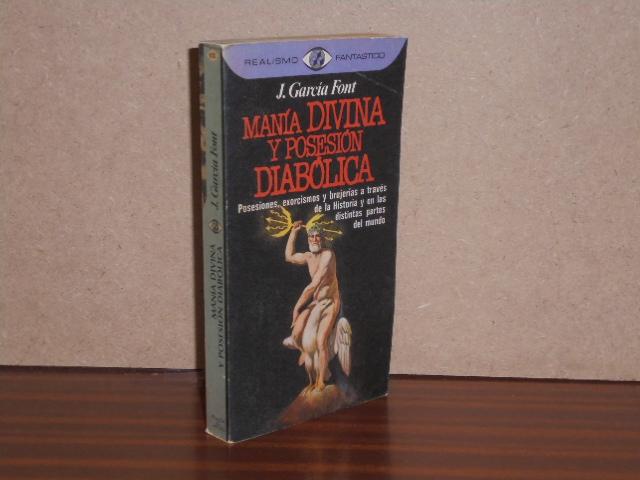 REALISMO FANTASTICO
J. García Font
MANÍA DIVINA
Y POSESIÓN
DIABÓLICA
Posesiones, exorcismos y brujerías a través
de la Historia y en las
distintas partes
del mundo
J. García Font
MANÍA DIVINA
Y POSESIÓN DIABÓLICA